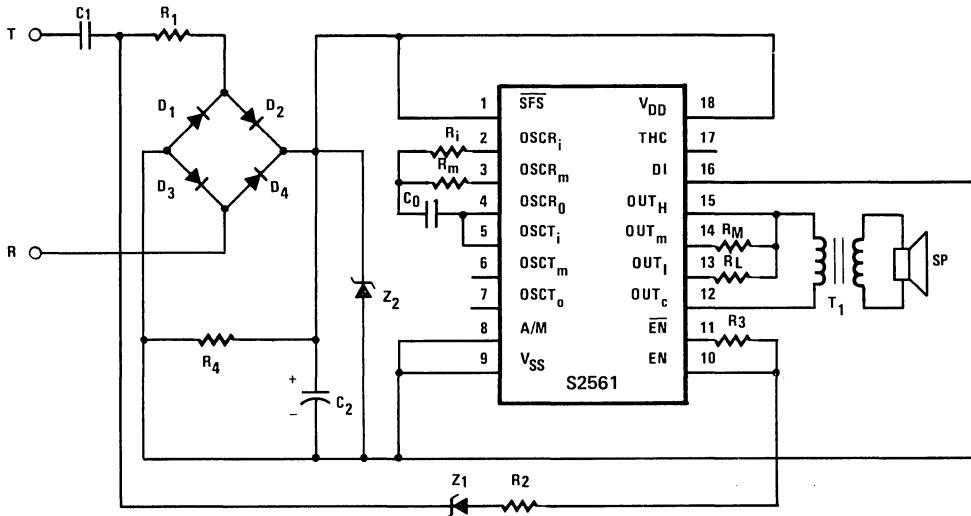 T
C1
R1
D1
D2
D3
D4
R
R4
+
−
C2
Z2
Ri
Rm
C0
1 SFS VDD 18
2 OSCRi THC 17
3 OSCRm DI 16
4 OSCR0 OUTH 15
5 OSCTi OUTm 14
6 OSCTm OUTl 13
7 OSCTo OUTc 12
8 A/M EN 11
9 VSS EN 10
S2561
RM
RL
R3
T1
SP
Z1
R2